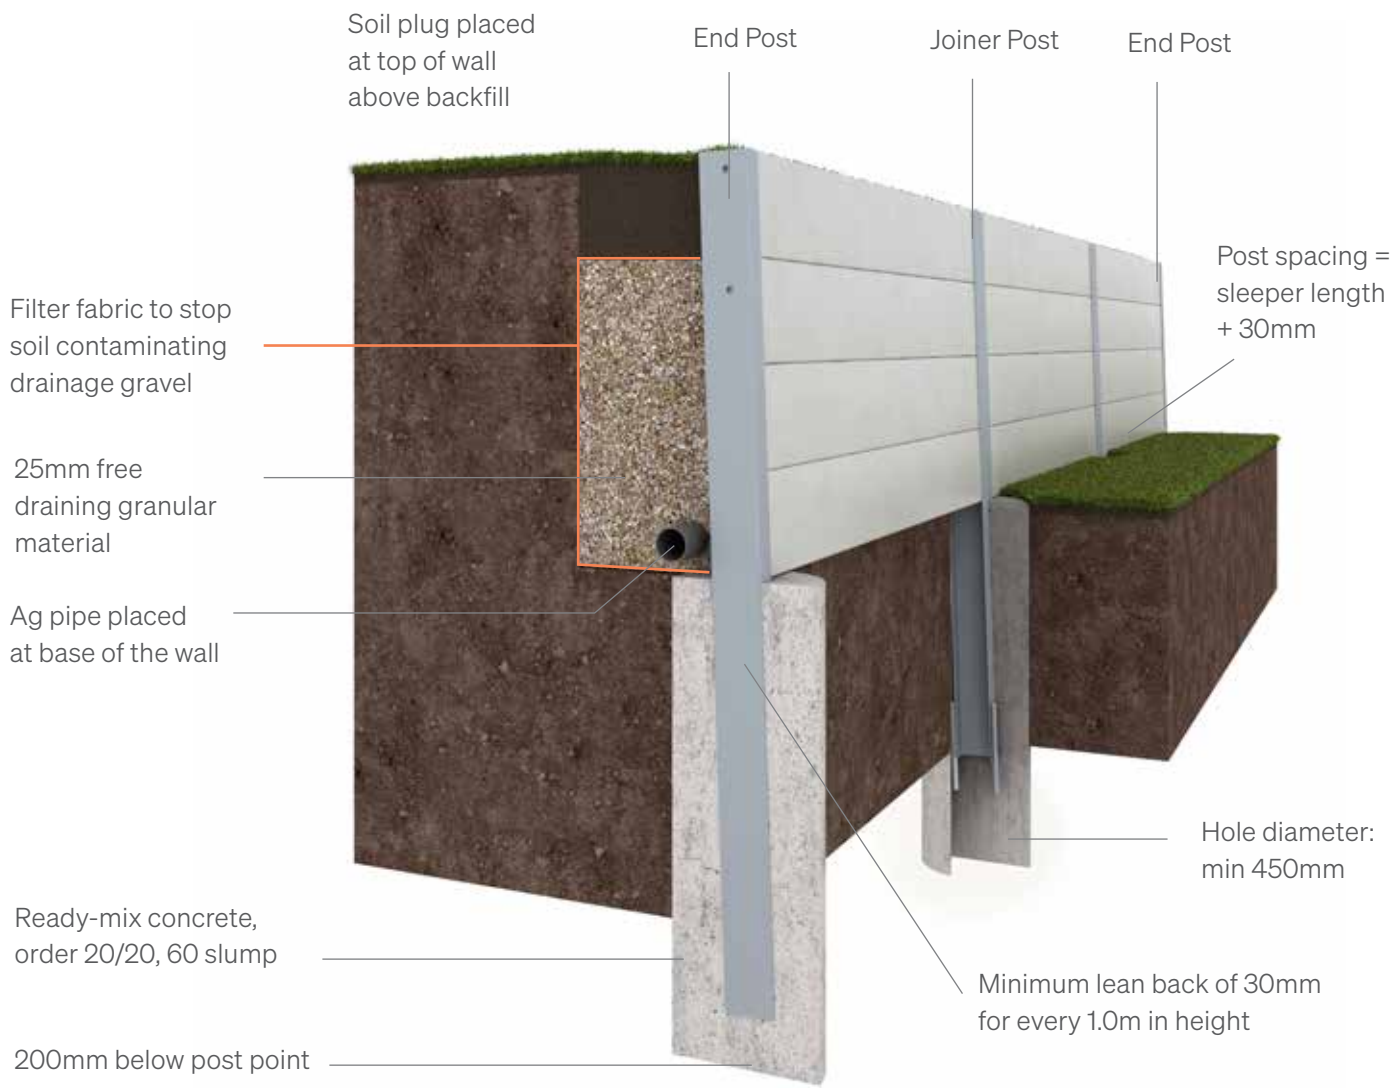 Soil plug placed
at top of wall
above backfill
End Post
Joiner Post
End Post
Post spacing =
sleeper length
+ 30mm
Filter fabric to stop
soil contaminating
drainage gravel
25mm free
draining granular
material
Ag pipe placed
at base of the wall
Hole diameter:
min 450mm
Ready-mix concrete,
order 20/20, 60 slump
Minimum lean back of 30mm
for every 1.0m in height
200mm below post point